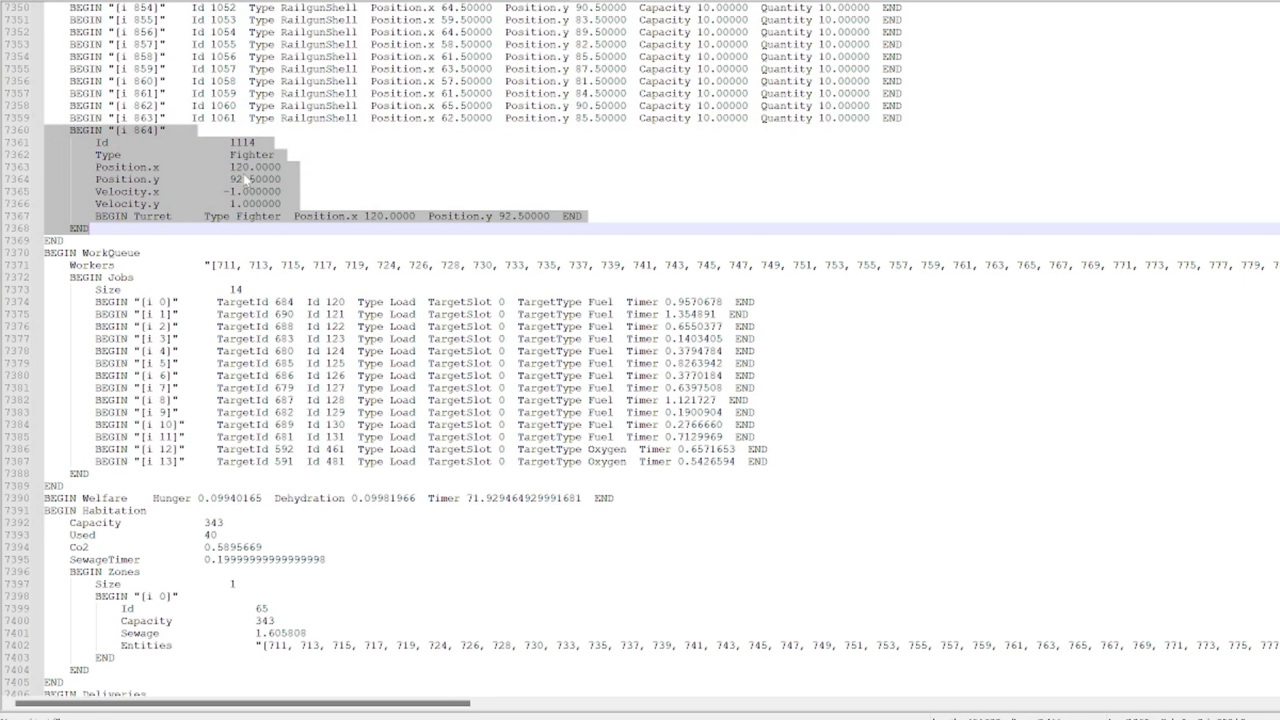 7350 BEGIN "[i 854]" Id 1052 Type RailgunShell Position.x 64.50000 Position.y 90.50000 Capacity 10.00000 Quantity 10.00000 END
7351 BEGIN "[i 855]" Id 1053 Type RailgunShell Position.x 59.50000 Position.y 83.50000 Capacity 10.00000 Quantity 10.00000 END
7352 BEGIN "[i 856]" Id 1054 Type RailgunShell Position.x 64.50000 Position.y 89.50000 Capacity 10.00000 Quantity 10.00000 END
7353 BEGIN "[i 857]" Id 1055 Type RailgunShell Position.x 58.50000 Position.y 82.50000 Capacity 10.00000 Quantity 10.00000 END
7354 BEGIN "[i 858]" Id 1056 Type RailgunShell Position.x 61.50000 Position.y 85.50000 Capacity 10.00000 Quantity 10.00000 END
7355 BEGIN "[i 859]" Id 1057 Type RailgunShell Position.x 63.50000 Position.y 87.50000 Capacity 10.00000 Quantity 10.00000 END
7356 BEGIN "[i 860]" Id 1058 Type RailgunShell Position.x 57.50000 Position.y 81.50000 Capacity 10.00000 Quantity 10.00000 END
7357 BEGIN "[i 861]" Id 1059 Type RailgunShell Position.x 61.50000 Position.y 84.50000 Capacity 10.00000 Quantity 10.00000 END
7358 BEGIN "[i 862]" Id 1060 Type RailgunShell Position.x 65.50000 Position.y 90.50000 Capacity 10.00000 Quantity 10.00000 END
7359 BEGIN "[i 863]" Id 1061 Type RailgunShell Position.x 62.50000 Position.y 85.50000 Capacity 10.00000 Quantity 10.00000 END
7360 BEGIN "[i 864]"
7361 Id 1114
7362 Type Fighter
7363 Position.x 120.0000
7364 Position.y 92.50000
7365 Velocity.x -1.000000
7366 Velocity.y 1.000000
7367 BEGIN Turret Type Fighter Position.x 120.0000 Position.y 92.50000 END
7368 END
7369 END
7370 BEGIN WorkQueue
7371 Workers "[711, 713, 715, 717, 719, 724, 726, 728, 730, 733, 735, 737, 739, 741, 743, 745, 747, 749, 751, 753, 755, 757, 759, 761, 763, 765, 767, 769, 771, 773, 775, 777, 779, 7
7372 BEGIN Jobs
7373 Size 14
7374 BEGIN "[i 0]" TargetId 684 Id 120 Type Load TargetSlot 0 TargetType Fuel Timer 0.9570678 END
7375 BEGIN "[i 1]" TargetId 690 Id 121 Type Load TargetSlot 0 TargetType Fuel Timer 1.354891 END
7376 BEGIN "[i 2]" TargetId 688 Id 122 Type Load TargetSlot 0 TargetType Fuel Timer 0.6550377 END
7377 BEGIN "[i 3]" TargetId 683 Id 123 Type Load TargetSlot 0 TargetType Fuel Timer 0.1403405 END
7378 BEGIN "[i 4]" TargetId 680 Id 124 Type Load TargetSlot 0 TargetType Fuel Timer 0.3794784 END
7379 BEGIN "[i 5]" TargetId 685 Id 125 Type Load TargetSlot 0 TargetType Fuel Timer 0.8263942 END
7380 BEGIN "[i 6]" TargetId 686 Id 126 Type Load TargetSlot 0 TargetType Fuel Timer 0.3770184 END
7381 BEGIN "[i 7]" TargetId 679 Id 127 Type Load TargetSlot 0 TargetType Fuel Timer 0.6397508 END
7382 BEGIN "[i 8]" TargetId 687 Id 128 Type Load TargetSlot 0 TargetType Fuel Timer 1.121727 END
7383 BEGIN "[i 9]" TargetId 682 Id 129 Type Load TargetSlot 0 TargetType Fuel Timer 0.1900904 END
7384 BEGIN "[i 10]" TargetId 689 Id 130 Type Load TargetSlot 0 TargetType Fuel Timer 0.2766660 END
7385 BEGIN "[i 11]" TargetId 681 Id 131 Type Load TargetSlot 0 TargetType Fuel Timer 0.7129969 END
7386 BEGIN "[i 12]" TargetId 592 Id 461 Type Load TargetSlot 0 TargetType Oxygen Timer 0.6571653 END
7387 BEGIN "[i 13]" TargetId 591 Id 481 Type Load TargetSlot 0 TargetType Oxygen Timer 0.5426594 END
7388 END
7389 END
7390 BEGIN Welfare Hunger 0.09940165 Dehydration 0.09981966 Timer 71.929464929991681 END
7391 BEGIN Habitation
7392 Capacity 343
7393 Used 40
7394 Co2 0.5895669
7395 SewageTimer 0.19999999999999998
7396 BEGIN Zones
7397 Size 1
7398 BEGIN "[i 0]"
7399 Id 65
7400 Capacity 343
7401 Sewage 1.605808
7402 Entities "[711, 713, 715, 717, 719, 724, 726, 728, 730, 733, 735, 737, 739, 741, 743, 745, 747, 749, 751, 753, 755, 757, 759, 761, 763, 765, 767, 769, 771, 773, 775, 777
7403 END
7404 END
7405 END
7406 BEGIN Deliveries